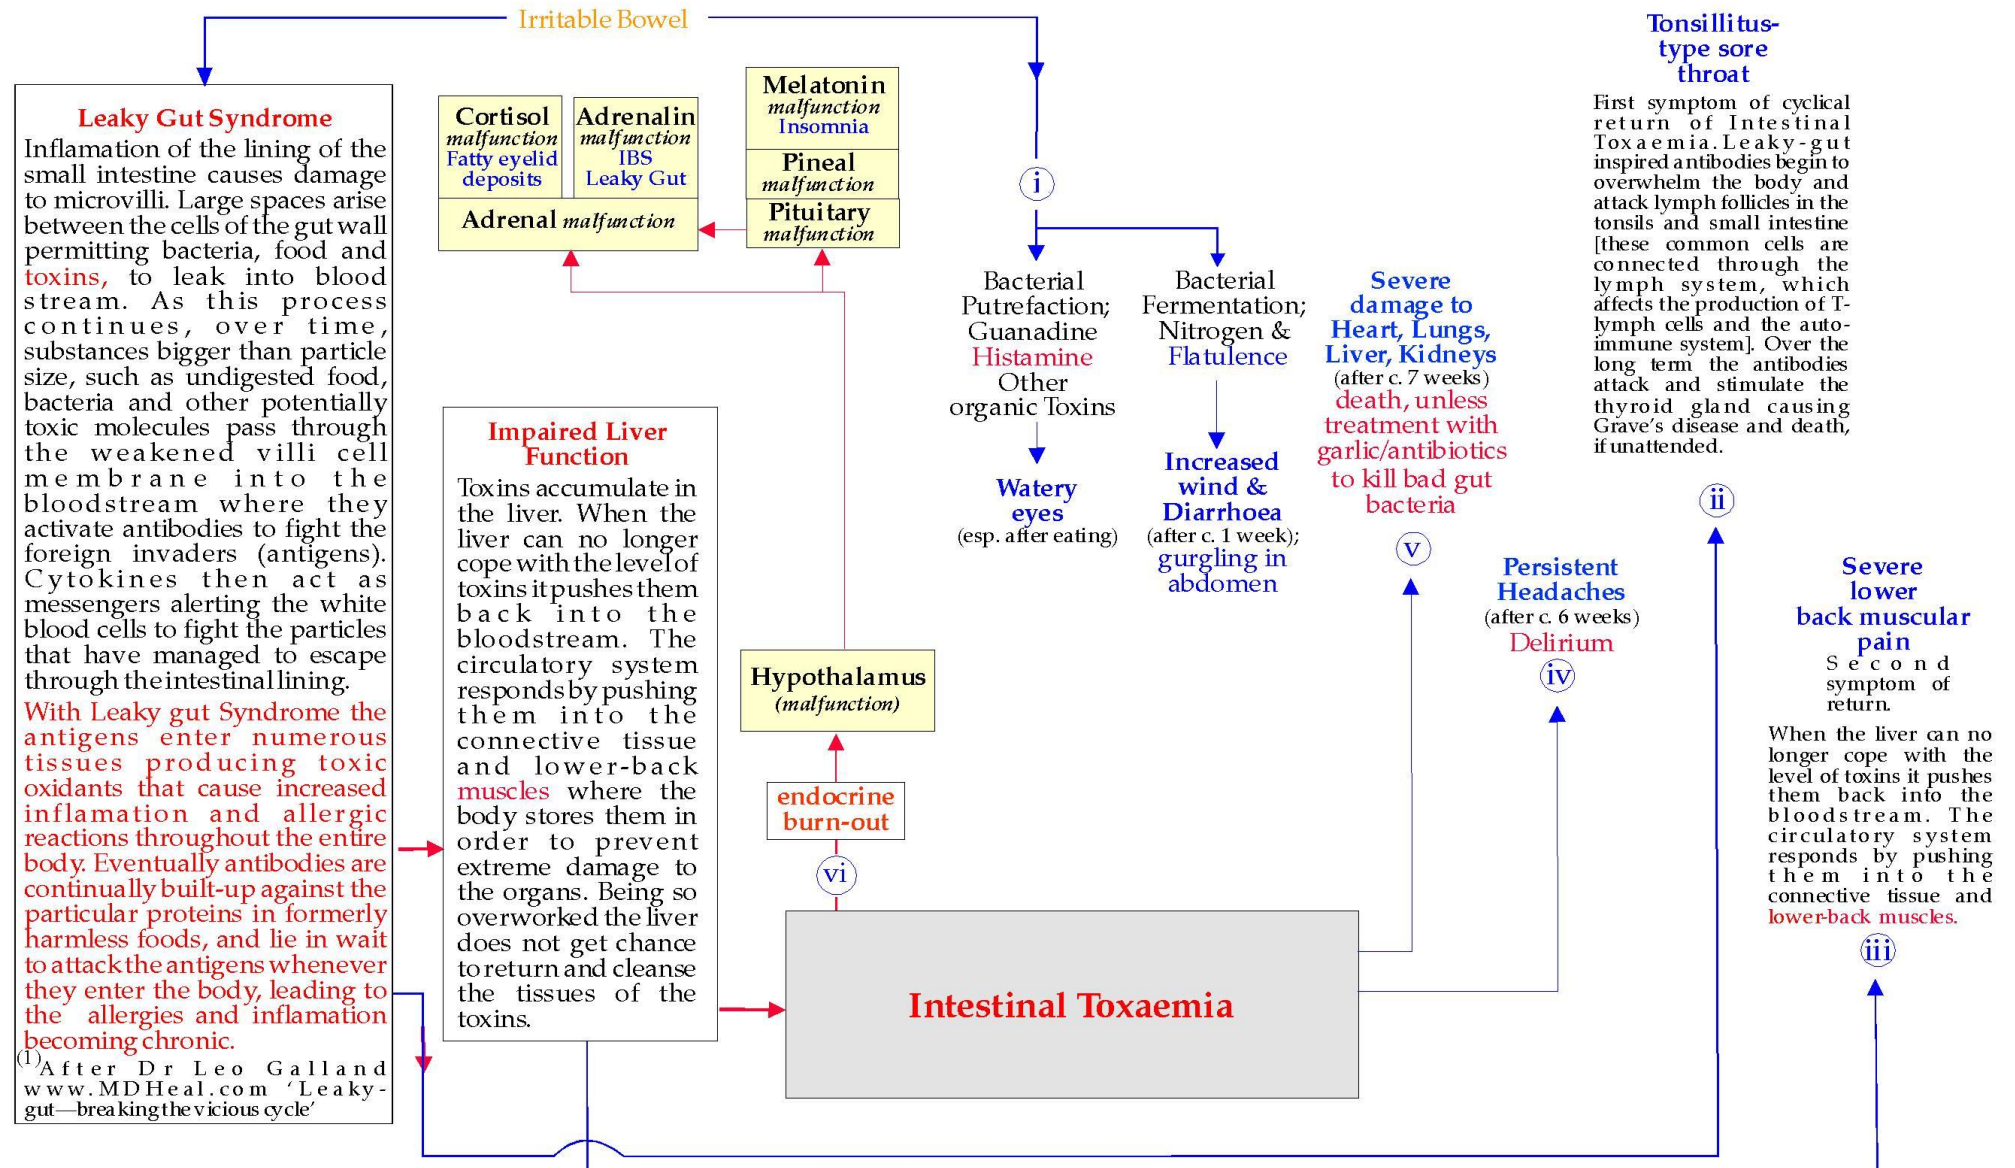 Irritable Bowel
Leaky Gut Syndrome
Inflamation of the lining of the
small intestine causes damage
to microvilli. Large spaces arise
between the cells of the gut wall
permitting bacteria, food and
toxins, to leak into blood
stream. As this process
continues, over time,
substances bigger than particle
size, such as undigested food,
bacteria and other potentially
toxic molecules pass through
the weakened villi cell
membrane into the
bloodstream where they
activate antibodies to fight the
foreign invaders (antigens).
Cytokines then act as
messengers alerting the white
blood cells to fight the particles
that have managed to escape
through the intestinal lining.
With Leaky gut Syndrome the
antigens enter numerous
tissues producing toxic
oxidants that cause increased
inflamation and allergic
reactions throughout the entire
body. Eventually antibodies are
continually built-up against the
particular proteins in formerly
harmless foods, and lie in wait
to attack the antigens whenever
they enter the body, leading to
the allergies and inflamation
becoming chronic.
(1)After Dr Leo Galland
www.MDHeal.com ‘Leaky-
gut—breaking the vicious cycle’
Cortisol
malfunction
Fatty eyelid
deposits
Adrenalin
malfunction
IBS
Leaky Gut
Adrenal malfunction
Melatonin
malfunction
Insomnia
Pineal
malfunction
Pituitary
malfunction
Impaired Liver
Function
Toxins accumulate in
the liver. When the
liver can no longer
cope with the level of
toxins it pushes them
back into the
bloodstream. The
circulatory system
responds by pushing
them into the
connective tissue
and lower-back
muscles where the
body stores them in
order to prevent
extreme damage to
the organs. Being so
overworked the liver
does not get chance
to return and cleanse
the tissues of the
toxins.
Hypothalamus
(malfunction)
endocrine
burn-out
vi
Intestinal Toxaemia
i
Bacterial
Putrefaction;
Guanadine
Histamine
Other
organic Toxins
Watery
eyes
(esp. after eating)
Bacterial
Fermentation;
Nitrogen &
Flatulence
Increased
wind &
Diarrhoea
(after c. 1 week);
gurgling in
abdomen
Severe
damage to
Heart, Lungs,
Liver, Kidneys
(after c. 7 weeks)
death, unless
treatment with
garlic/antibiotics
to kill bad gut
bacteria
v
Persistent
Headaches
(after c. 6 weeks)
Delirium
iv
Tonsillitus-
type sore
throat
First symptom of cyclical
return of Intestinal
Toxaemia. Leaky-gut
inspired antibodies begin to
overwhelm the body and
attack lymph follicles in the
tonsils and small intestine
[these common cells are
connected through the
lymph system, which
affects the production of T-
lymph cells and the auto-
immune system]. Over the
long term the antibodies
attack and stimulate the
thyroid gland causing
Grave’s disease and death,
if unattended.
ii
Severe
lower
back muscular
pain
Second
symptom of
return.
When the liver can no
longer cope with the
level of toxins it pushes
them back into the
bloodstream. The
circulatory system
responds by pushing
them into the
connective tissue and
lower-back muscles.
iii